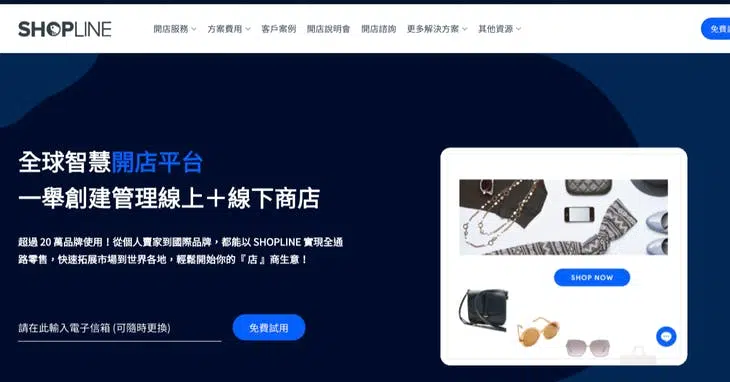 SHOPLINE
開店服務 方案費用 客戶案例 開店說明會 開店諮詢 更多解決方案 其他資源
全球智慧開店平台
一舉創建管理線上＋線下商店
超過 20 萬品牌使用！從個人賣家到國際品牌，都能以 SHOPLINE 實現全通
路零售，快速拓展市場到世界各地，輕鬆開始你的『 店 』商生意！
SHOP NOW
請在此輸入電子信箱 (可隨時更換)
免費試用